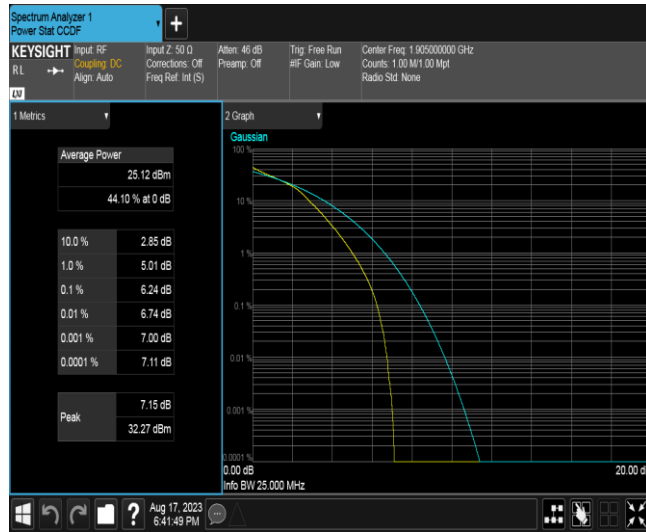 Spectrum Analyzer 1
Power Stat CCDF
KEYSIGHT
RL
LXI
Input: RF
Coupling: DC
Align: Auto
Input Z: 50 Ω
Corrections: Off
Freq Ref: Int (S)
Atten: 46 dB
Preamp: Off
Trig: Free Run
#IF Gain: Low
Center Freq: 1.905000000 GHz
Counts: 1.00 M/1.00 Mpt
Radio Std: None
1 Metrics
Average Power
25.12 dBm
44.10 % at 0 dB
10.0 % 2.85 dB
1.0 % 5.01 dB
0.1 % 6.24 dB
0.01 % 6.74 dB
0.001 % 7.00 dB
0.0001 % 7.11 dB
Peak 7.15 dB
32.27 dBm
2 Graph
Gaussian
100 %
10 %
1 %
0.1 %
0.01 %
0.001 %
0.0001 %
0.00 dB 20.00 d
Info BW 25.000 MHz
Aug 17, 2023
6:41:49 PM